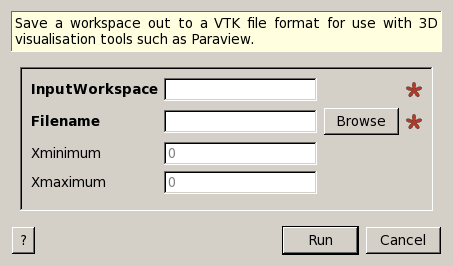 Save a workspace out to a VTK file format for use with 3D
visualisation tools such as Paraview.
InputWorkspace
Filename Browse
Xminimum 0
Xmaximum 0
? Run Cancel